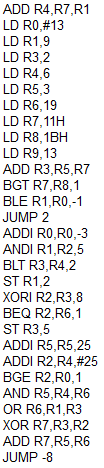 ADD R4,R7,R1
LD R0,#13
LD R1,9
LD R3,2
LD R4,6
LD R5,3
LD R6,19
LD R7,11H
LD R8,1BH
LD R9,13
ADD R3,R5,R7
BGT R7,R8,1
BLE R1,R0,-1
JUMP 2
ADDI R0,R0,-3
ANDI R1,R2,5
BLT R3,R4,2
ST R1,2
XORI R2,R3,8
BEQ R2,R6,1
ST R3,5
ADDI R5,R5,25
ADDI R2,R4,#25
BGE R2,R0,1
AND R5,R4,R6
OR R6,R1,R3
XOR R7,R3,R2
ADD R7,R5,R6
JUMP -8